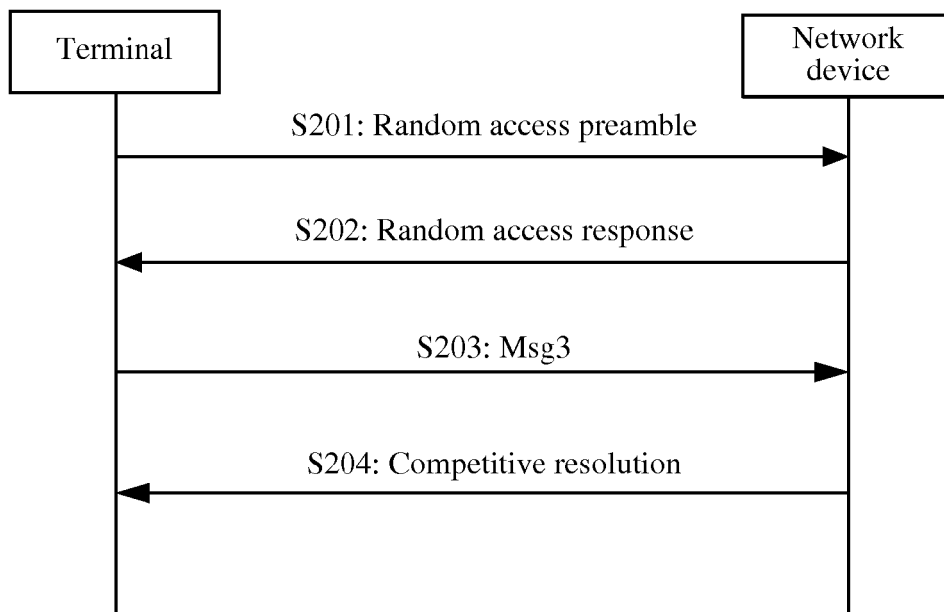 Terminal
Network
device
S201: Random access preamble
S202: Random access response
S203: Msg3
S204: Competitive resolution